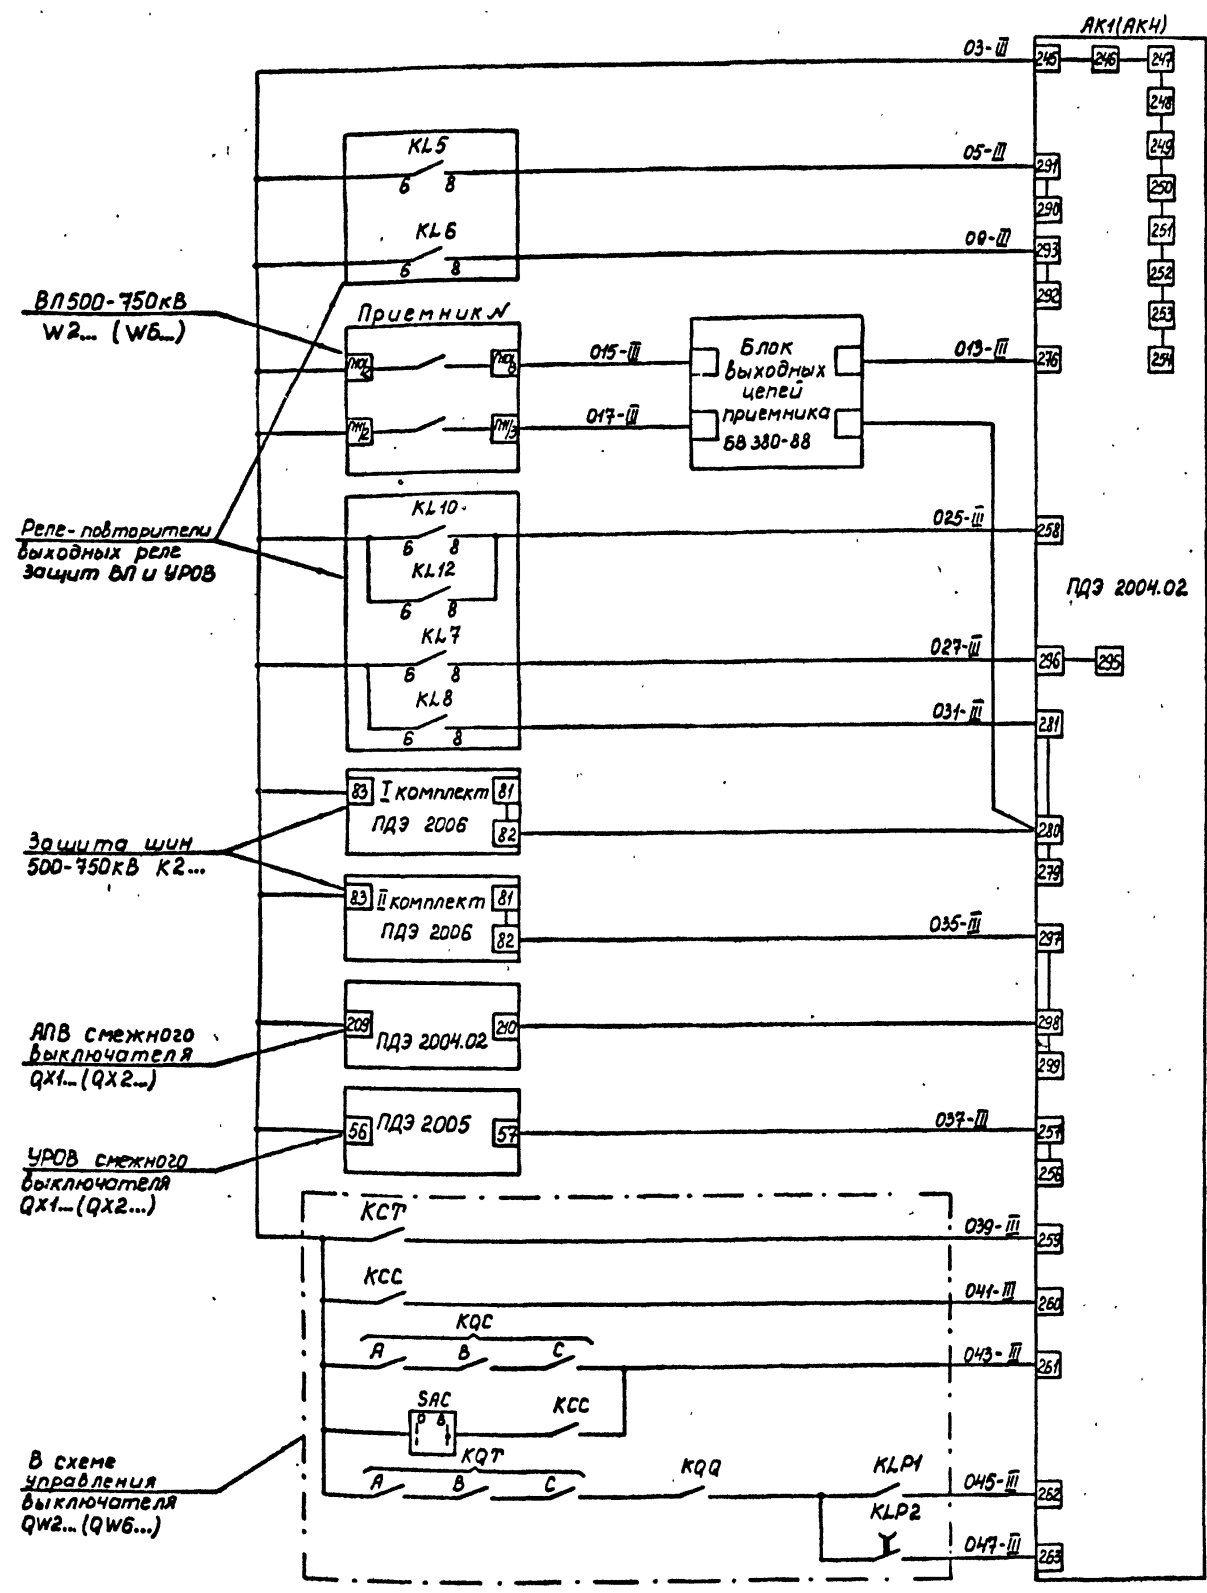 АК1(АК4)
03-III
245
246
247
248
249
250
251
252
253
254
KL5
6 8
05-III
291
290
KL6
6 8
09-III
293
292
ВЛ500-750кВ
W2... (W6...)
Приемник N
015-III
017-III
Блок
выходных
цепей
приемника
БВ 380-88
013-III
276
Реле-повторители
выходных реле
защит ВЛ и УРОВ
KL10
6 8
KL12
6 8
025-III
258
ПДЭ 2004.02
KL7
6 8
027-III
296
295
KL8
6 8
031-III
281
Защита шин
500-750кВ К2...
83 I комплект 81
ПДЭ 2006 82
280
279
83 II комплект 81
ПДЭ 2006 82
035-III
297
АПВ смежного
выключателя
QX1...(QX2...)
209 210
ПДЭ 2004.02
298
299
УРОВ смежного
выключателя
QX1...(QX2...)
56 ПДЭ 2005 57
037-III
257
256
KCT
039-III
259
KCC
041-III
260
KQC
A B C
043-III
261
SAC
KCC
В схеме
управления
выключателя
QW2...(QW6...)
KQT
A B C
KQQ
KLP1
045-III
262
KLP2
047-III
263